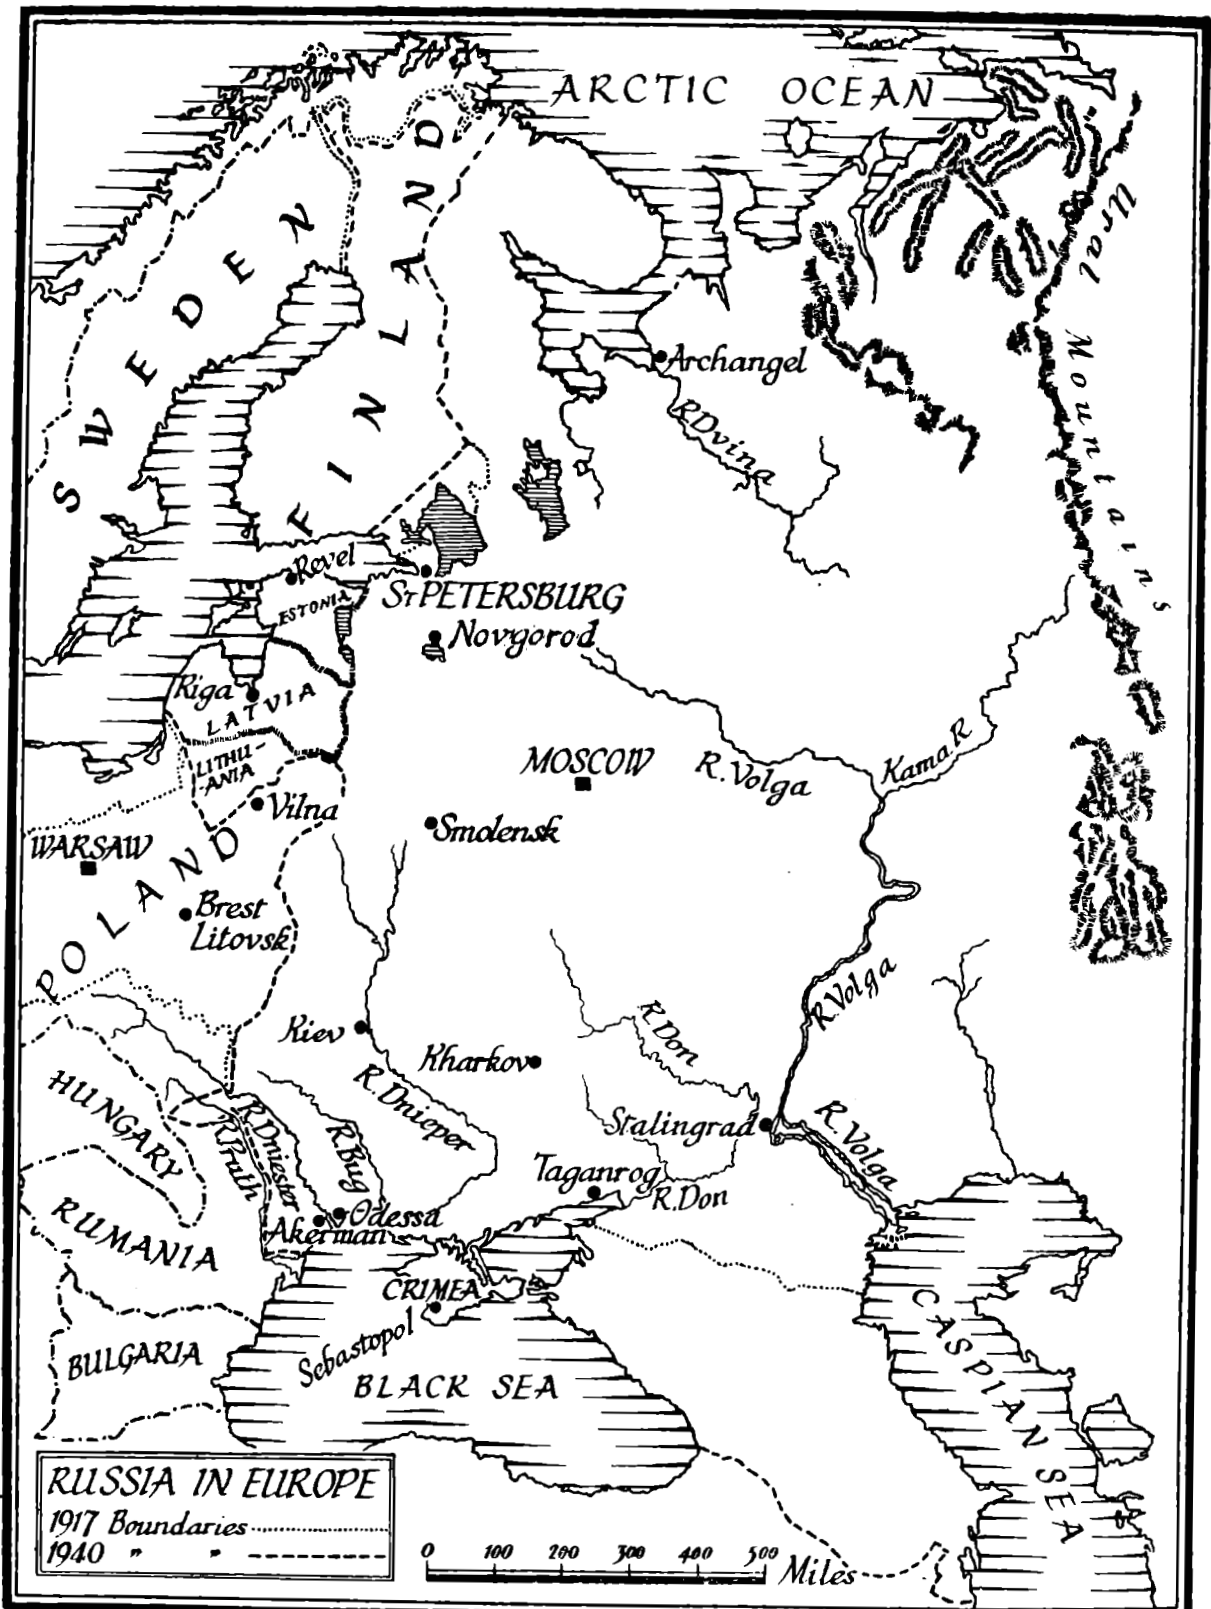 ARCTIC OCEAN
Ural Mountains
SWEDEN
FINLAND
Archangel
R.Dvina
Revel
ESTONIA
ST PETERSBURG
Novgorod
Riga
LATVIA
LITHU-
-ANIA
Vilna
MOSCOW
R.Volga
Kama R
WARSAW
Smolensk
POLAND
Brest
Litovsk
R.Volga
Kiev
Kharkov
R.Don
HUNGARY
R.Dnieper
R.Dniester
R.Pruth
R.Bug
Stalingrad
R.Volga
Taganrog
R.Don
RUMANIA
Odessa
Akerman
CRIMEA
Sebastopol
BULGARIA
BLACK SEA
CASPIAN SEA
RUSSIA IN EUROPE
1917 Boundaries
1940 " "
0 100 200 300 400 500 Miles